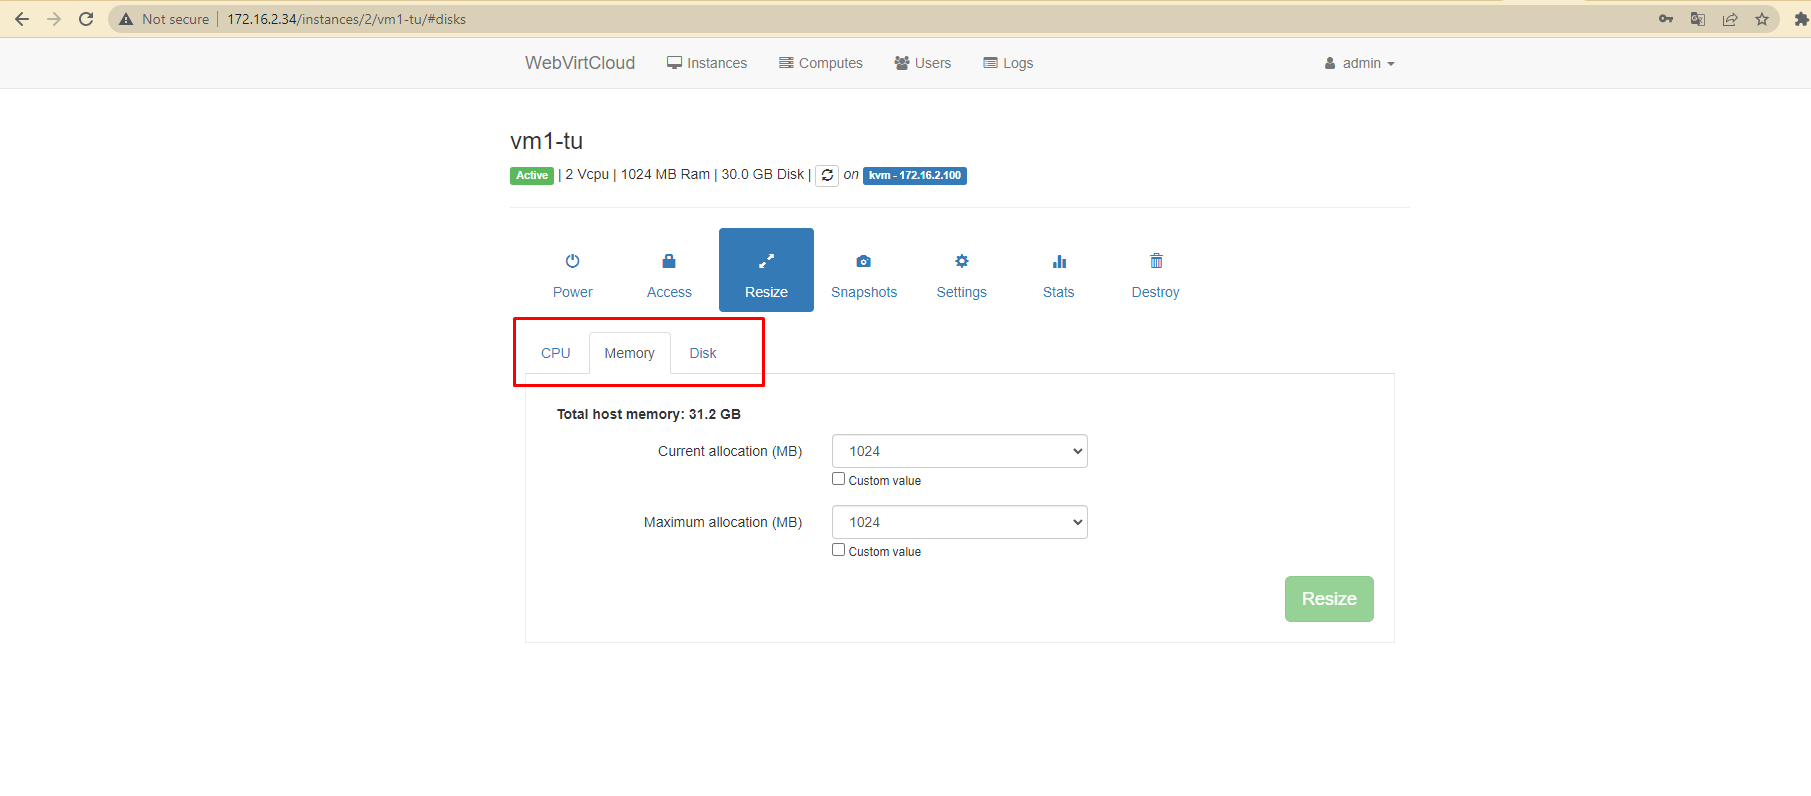 Not secure | 172.16.2.34/instances/2/vm1-tu/#disks
WebVirtCloud Instances Computes Users Logs admin
vm1-tu
Active | 2 Vcpu | 1024 MB Ram | 30.0 GB Disk | on kvm - 172.16.2.100
Power Access Resize Snapshots Settings Stats Destroy
CPU Memory Disk
Total host memory: 31.2 GB
Current allocation (MB) 1024
Custom value
Maximum allocation (MB) 1024
Custom value
Resize